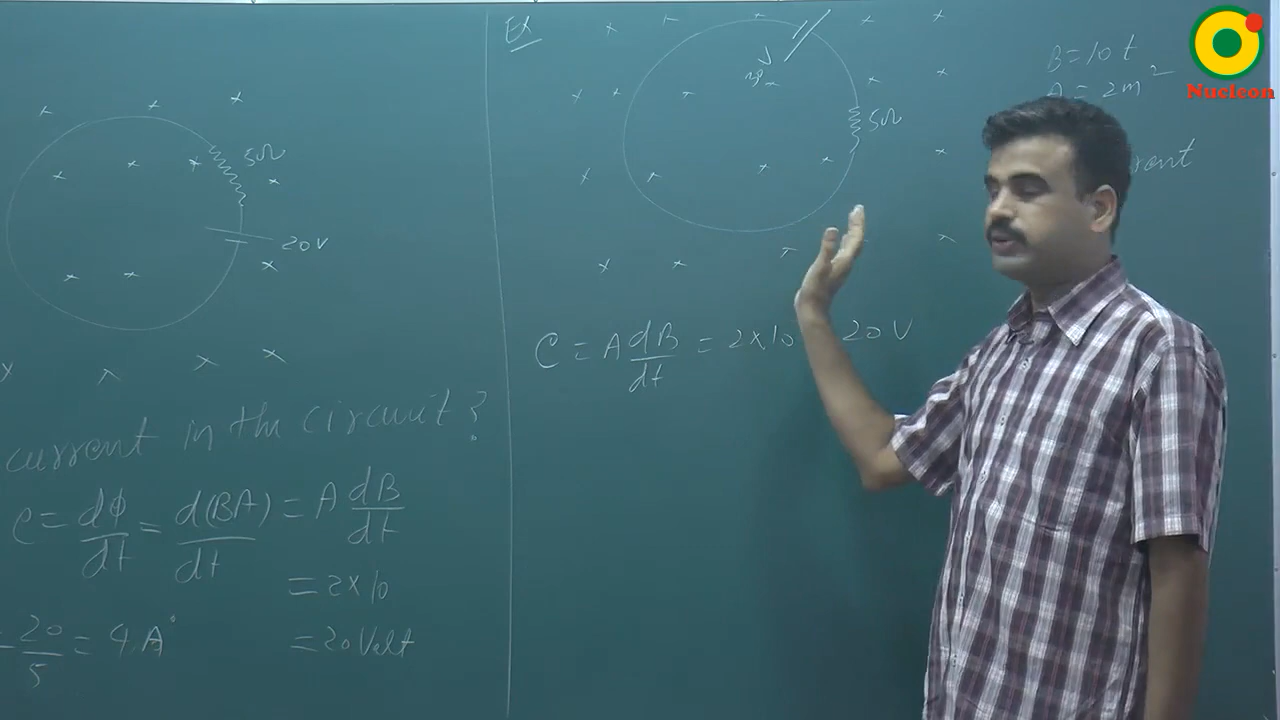 5Ω
20V
current in the circuit?
e = dφ/dt = d(BA)/dt = A dB/dt
= 2×10
= 20 Volt
20/5 = 4 A
Ex
5Ω
B = 10 t
A = 2m²
e = A dB/dt = 2×10 20 V
Nucleon